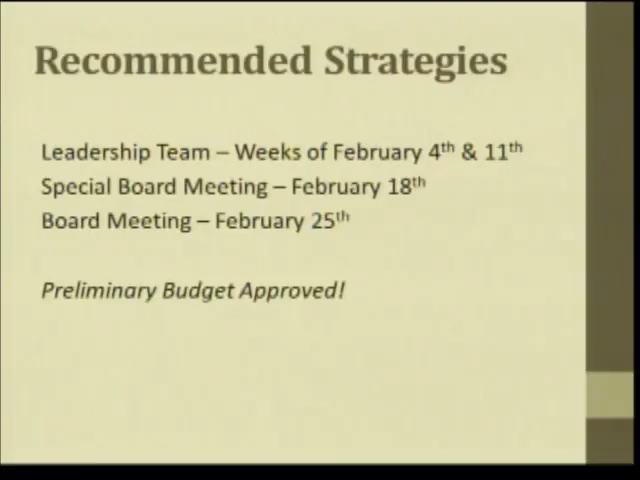 Recommended Strategies
Leadership Team – Weeks of February 4th & 11th
Special Board Meeting – February 18th
Board Meeting – February 25th
Preliminary Budget Approved!